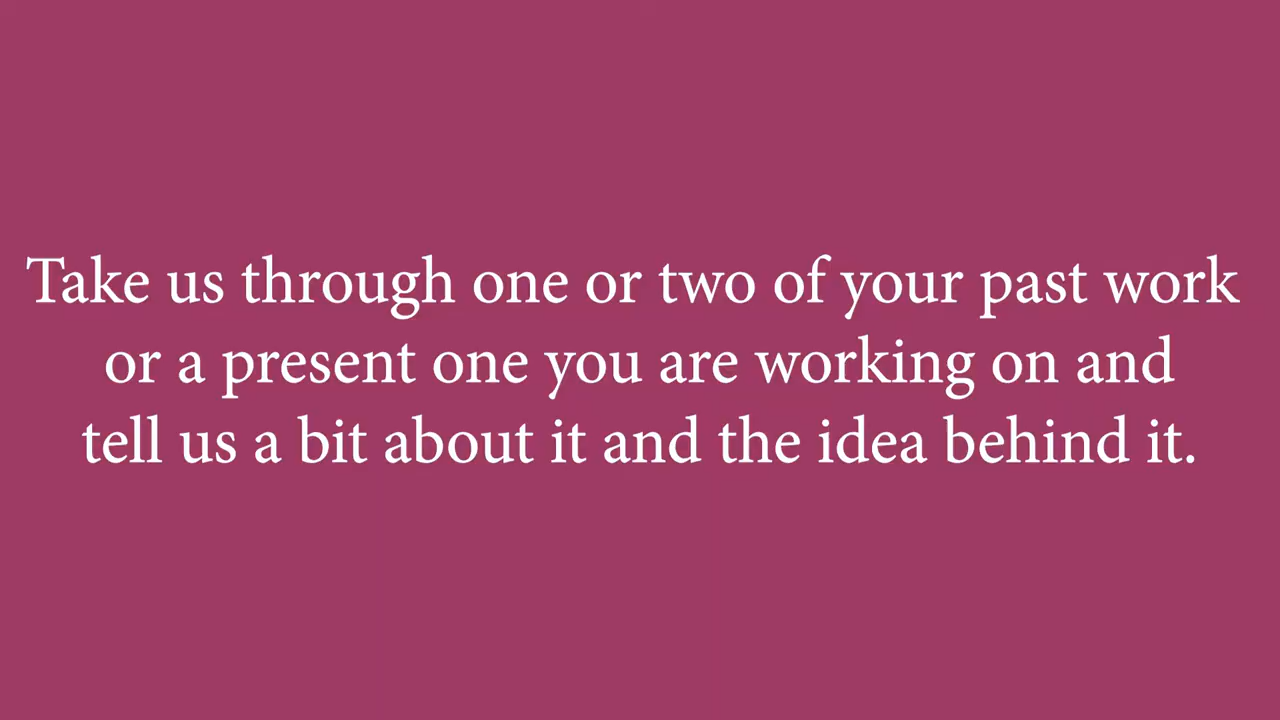 Take us through one or two of your past work
or a present one you are working on and
tell us a bit about it and the idea behind it.